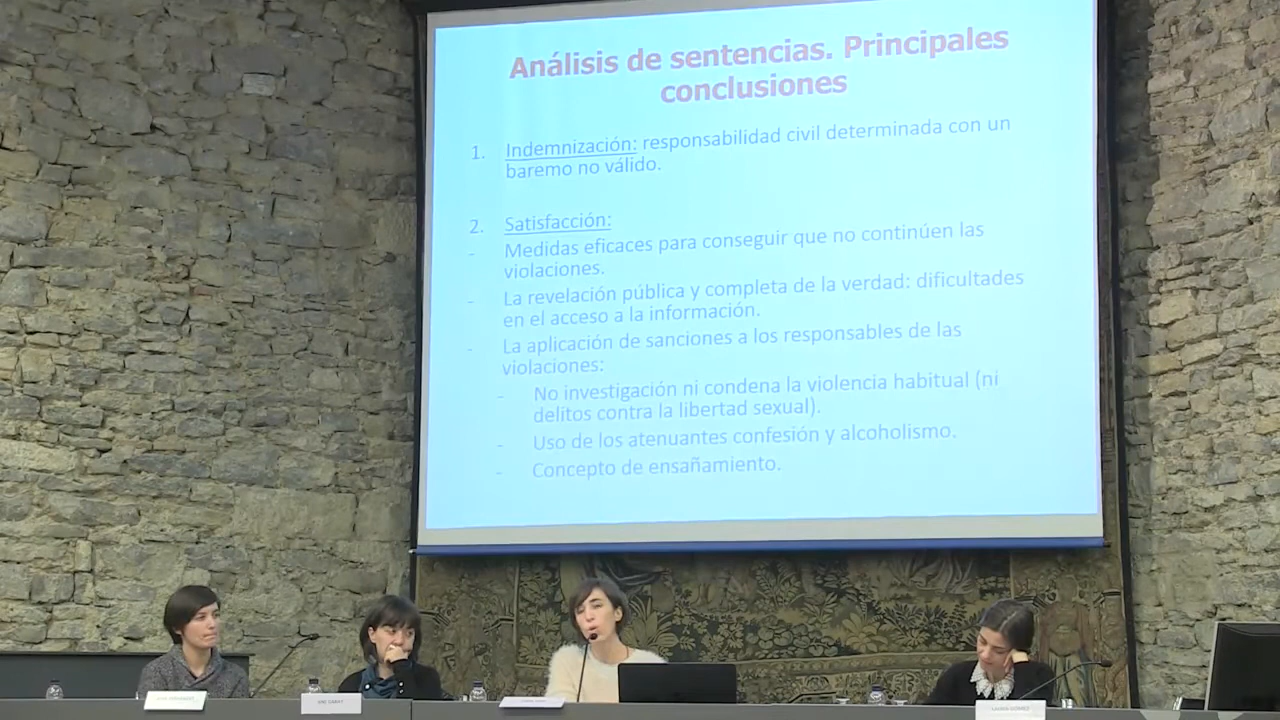 Análisis de sentencias. Principales
conclusiones
1. Indemnización: responsabilidad civil determinada con un
baremo no válido.
2. Satisfacción:
- Medidas eficaces para conseguir que no continúen las
violaciones.
- La revelación pública y completa de la verdad: dificultades
en el acceso a la información.
- La aplicación de sanciones a los responsables de las
violaciones:
- No investigación ni condena la violencia habitual (ni
delitos contra la libertad sexual).
- Uso de los atenuantes confesión y alcoholismo.
- Concepto de ensañamiento.